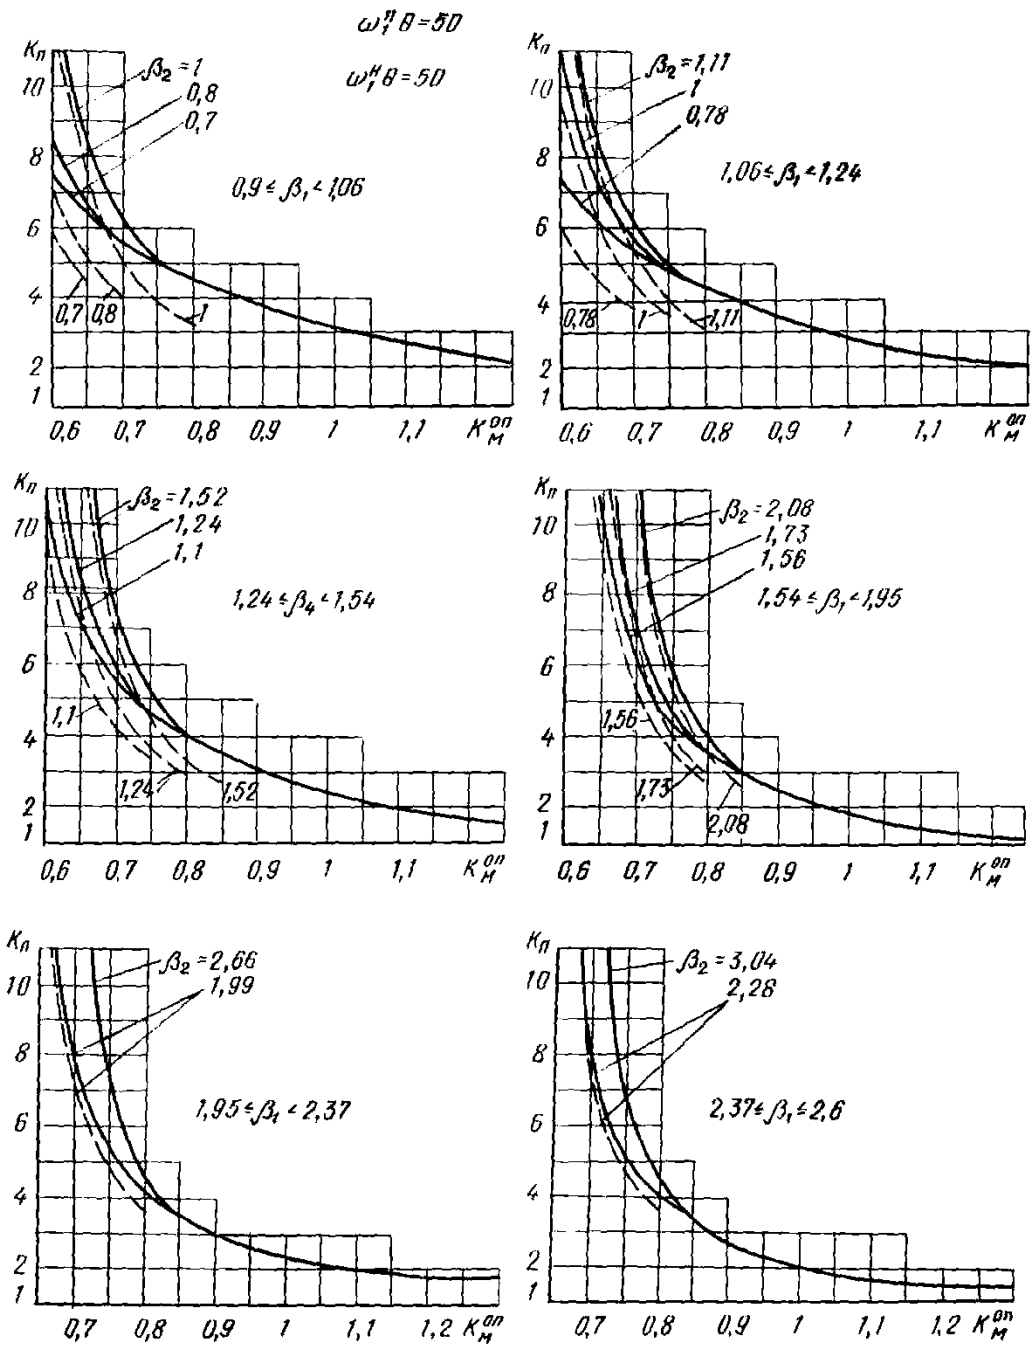 ω₁ᴨ θ = 50
ω₁ᴴ θ = 50
Kп
10
8
6
4
2
1
β₂ = 1
0,8
0,7
0,9 ≤ β₁ < 1,06
0,7
0,8
1
0,6 0,7 0,8 0,9 1 1,1 Kмᵒᵖ
Kп
10
8
6
4
2
1
β₂ = 1,11
1
0,78
1,06 ≤ β₁ < 1,24
0,78
1
1,11
0,6 0,7 0,8 0,9 1 1,1 Kмᵒᵖ
Kп
10
8
6
4
2
1
β₂ = 1,52
1,24
1,1
1,24 ≤ β₄ < 1,54
1,1
1,24
1,52
0,6 0,7 0,8 0,9 1 1,1 Kмᵒᵖ
Kп
10
8
6
4
2
1
β₂ = 2,08
1,73
1,56
1,54 ≤ β₁ < 1,95
1,56
1,73
2,08
0,6 0,7 0,8 0,9 1 1,1 Kмᵒᵖ
Kп
10
8
6
4
2
1
β₂ = 2,66
1,99
1,95 ≤ β₁ < 2,37
0,7 0,8 0,9 1 1,1 1,2 Kмᵒᵖ
Kп
10
8
6
4
2
1
β₂ = 3,04
2,28
2,37 ≤ β₁ ≤ 2,6
0,7 0,8 0,9 1 1,1 1,2 Kмᵒᵖ